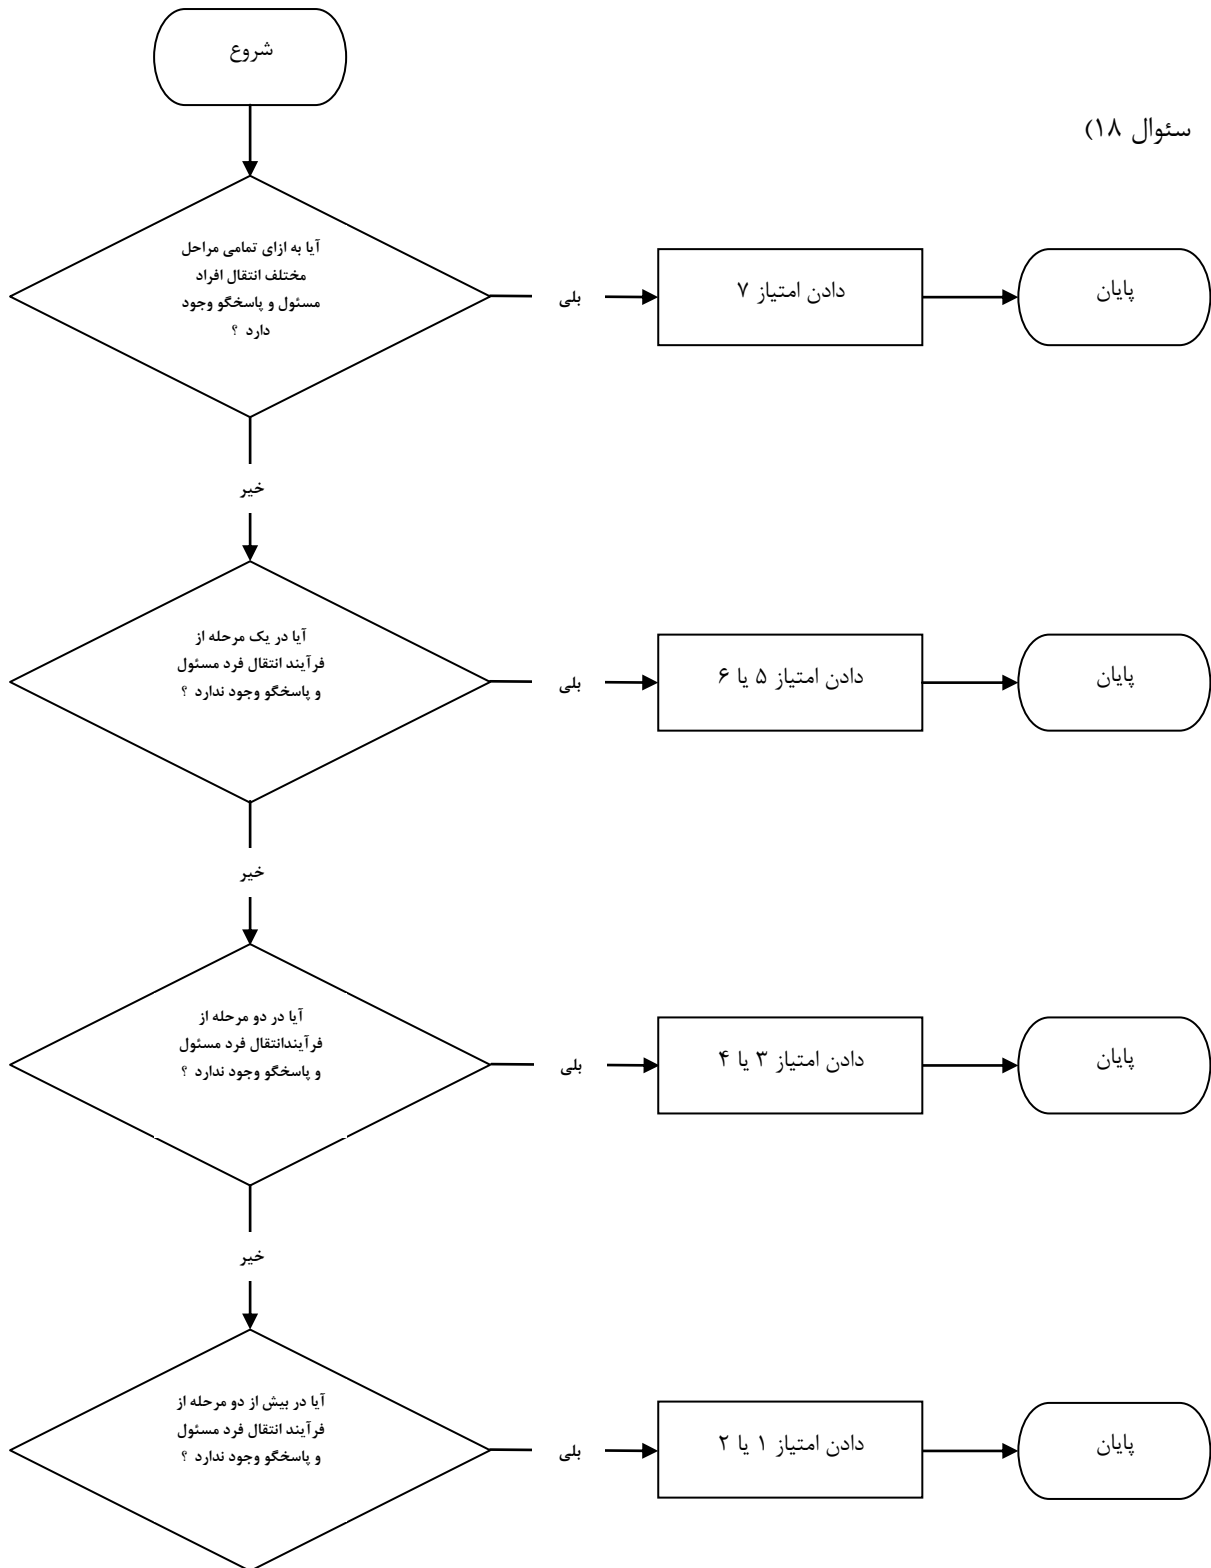 شروع
سئوال ۱۸)
آیا به ازای تمامی مراحل
مختلف انتقال افراد
مسئول و پاسخگو وجود
دارد ؟
بلی
دادن امتیاز ۷
پایان
خیر
آیا در یک مرحله از
فرآیند انتقال فرد مسئول
و پاسخگو وجود ندارد ؟
بلی
دادن امتیاز ۵ یا ۶
پایان
خیر
آیا در دو مرحله از
فرآیندانتقال فرد مسئول
و پاسخگو وجود ندارد ؟
بلی
دادن امتیاز ۳ یا ۴
پایان
خیر
آیا در بیش از دو مرحله از
فرآیند انتقال فرد مسئول
و پاسخگو وجود ندارد ؟
بلی
دادن امتیاز ۱ یا ۲
پایان